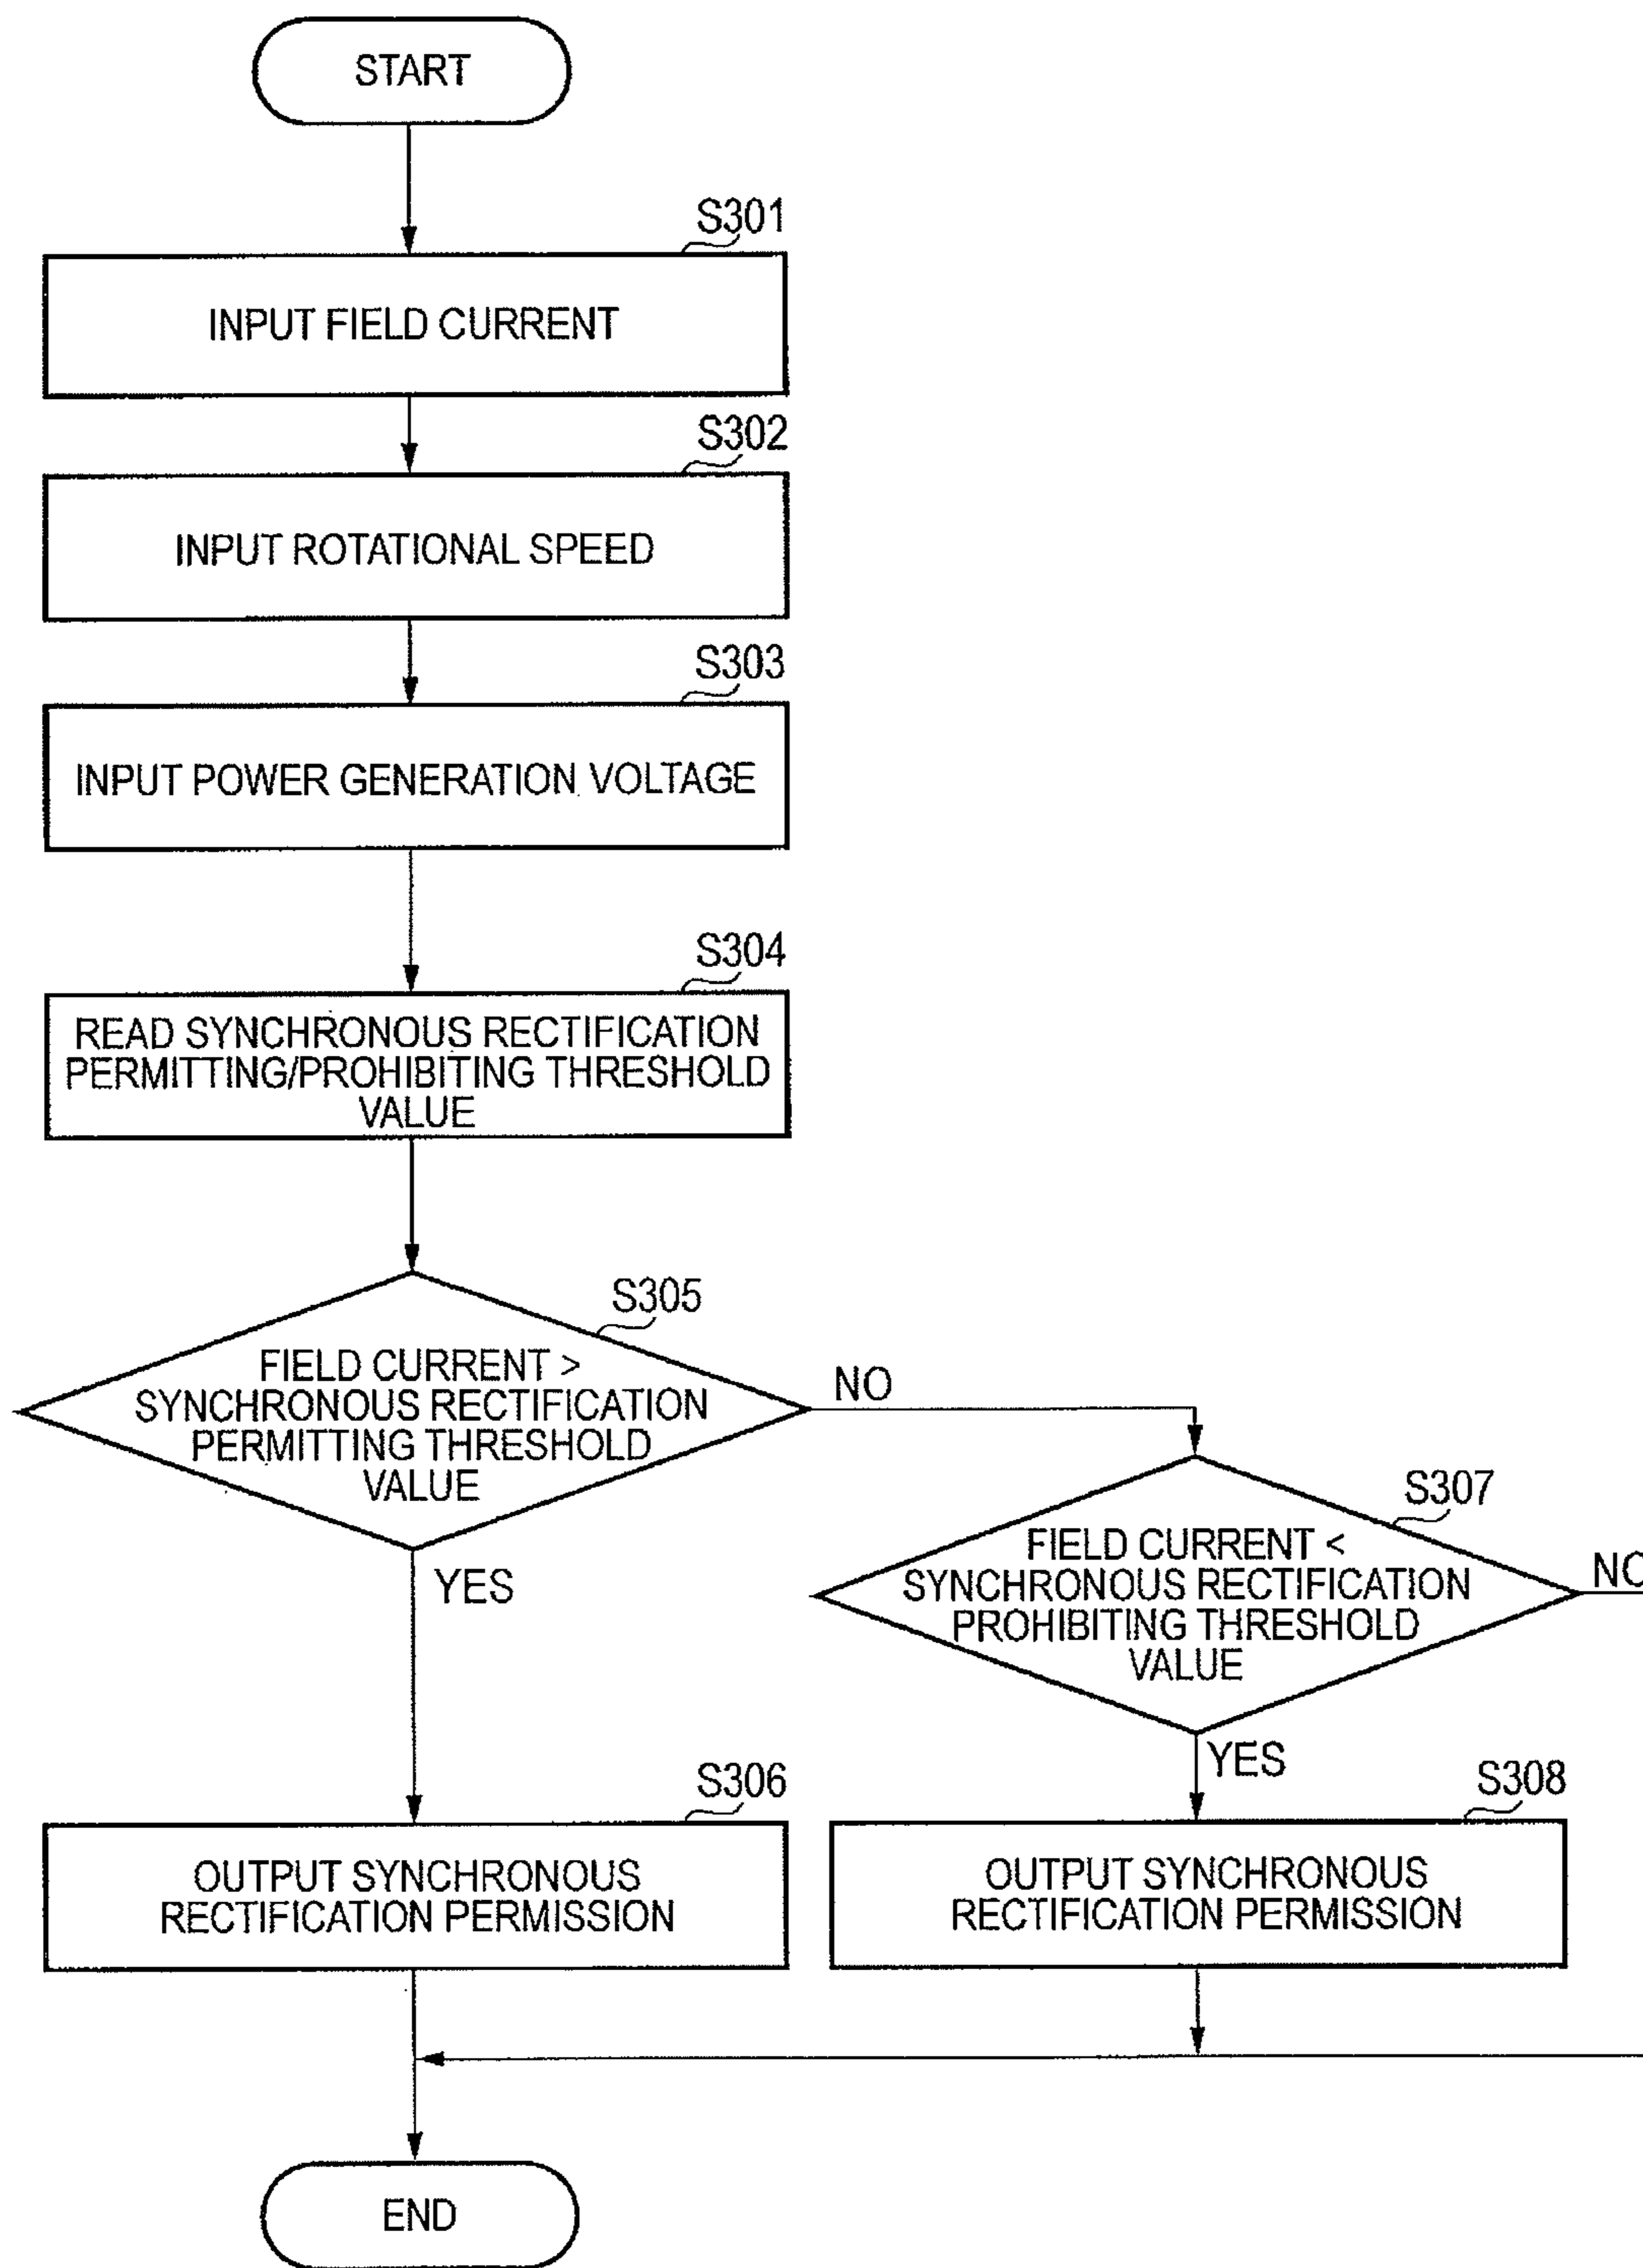 START
S301
INPUT FIELD CURRENT
S302
INPUT ROTATIONAL SPEED
S303
INPUT POWER GENERATION VOLTAGE
S304
READ SYNCHRONOUS RECTIFICATION
PERMITTING/PROHIBITING THRESHOLD
VALUE
S305
FIELD CURRENT >
SYNCHRONOUS RECTIFICATION
PERMITTING THRESHOLD
VALUE
NO
YES
S307
FIELD CURRENT <
SYNCHRONOUS RECTIFICATION
PROHIBITING THRESHOLD
VALUE
NO
YES
S306
OUTPUT SYNCHRONOUS
RECTIFICATION PERMISSION
S308
OUTPUT SYNCHRONOUS
RECTIFICATION PERMISSION
END